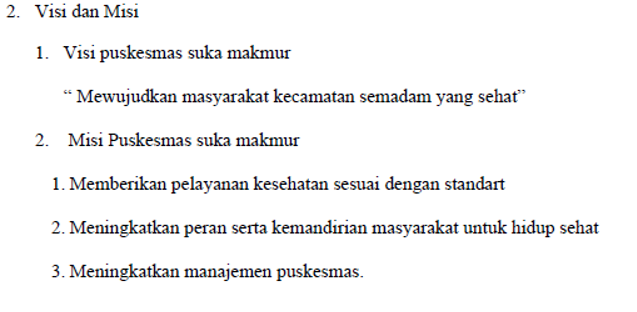 2. Visi dan Misi
1. Visi puskesmas suka makmur
“ Mewujudkan masyarakat kecamatan semadam yang sehat”
2. Misi Puskesmas suka makmur
1. Memberikan pelayanan kesehatan sesuai dengan standart
2. Meningkatkan peran serta kemandirian masyarakat untuk hidup sehat
3. Meningkatkan manajemen puskesmas.